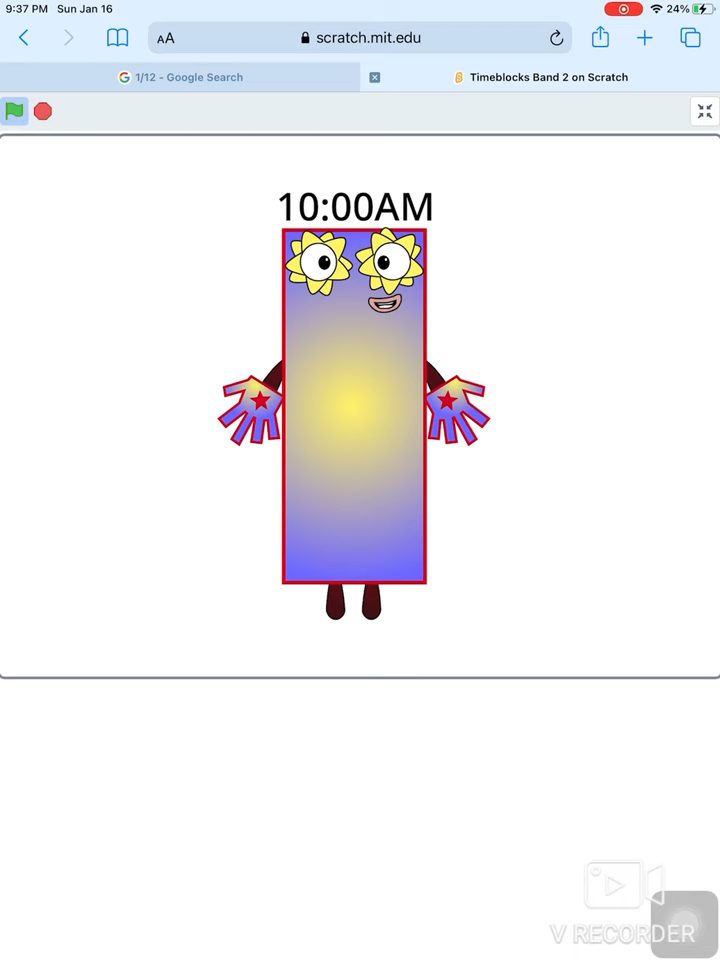 9:37 PM Sun Jan 16 24%
AA scratch.mit.edu
1/12 - Google Search Timeblocks Band 2 on Scratch
10:00AM
V RECORDER